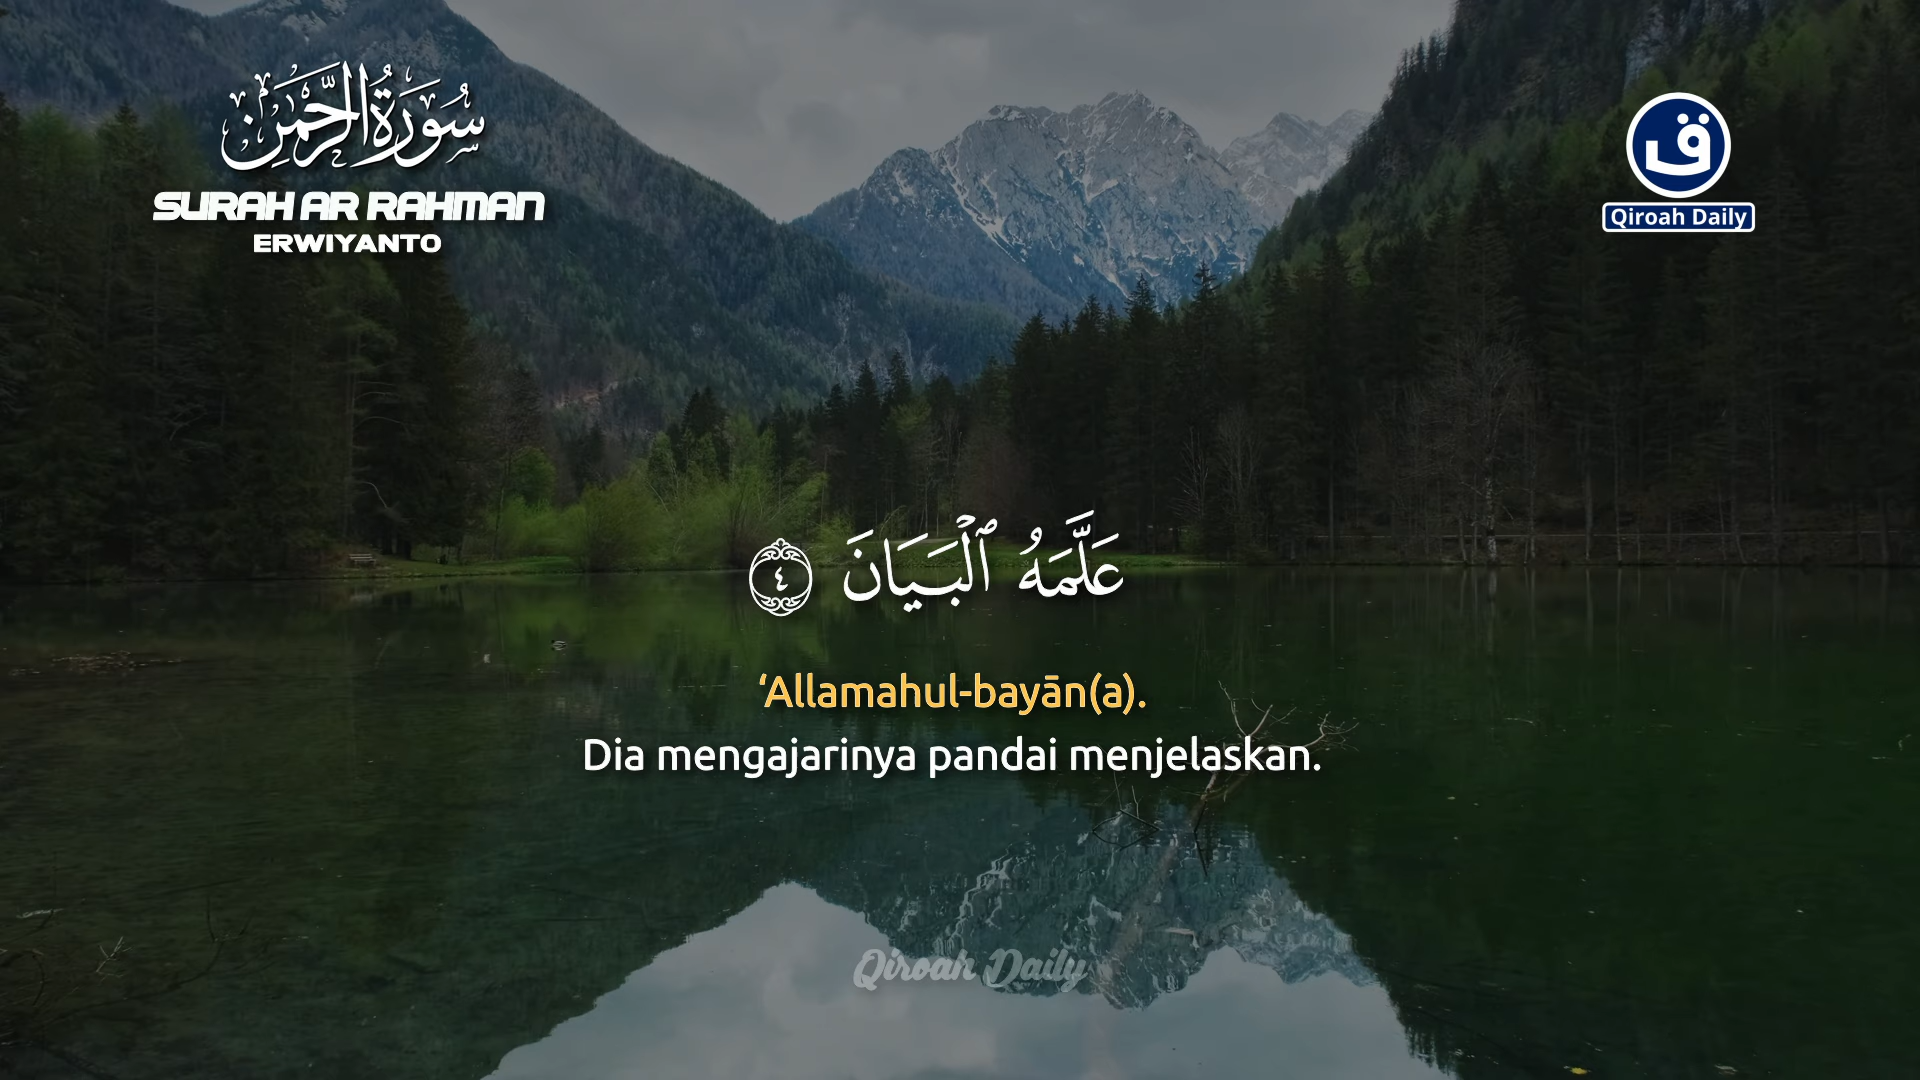 سُورَةُ الرَّحْمَنِ
SURAH AR RAHMAN
ERWIYANTO
ق
Qiroah Daily
عَلَّمَهُ ٱلْبَيَانَ ٤
‘Allamahul-bayān(a).
Dia mengajarinya pandai menjelaskan.
Qiroah Daily